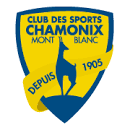 CLUB DES SPORTS
CHAMONIX
MONT BLANC
DEPUIS 1905